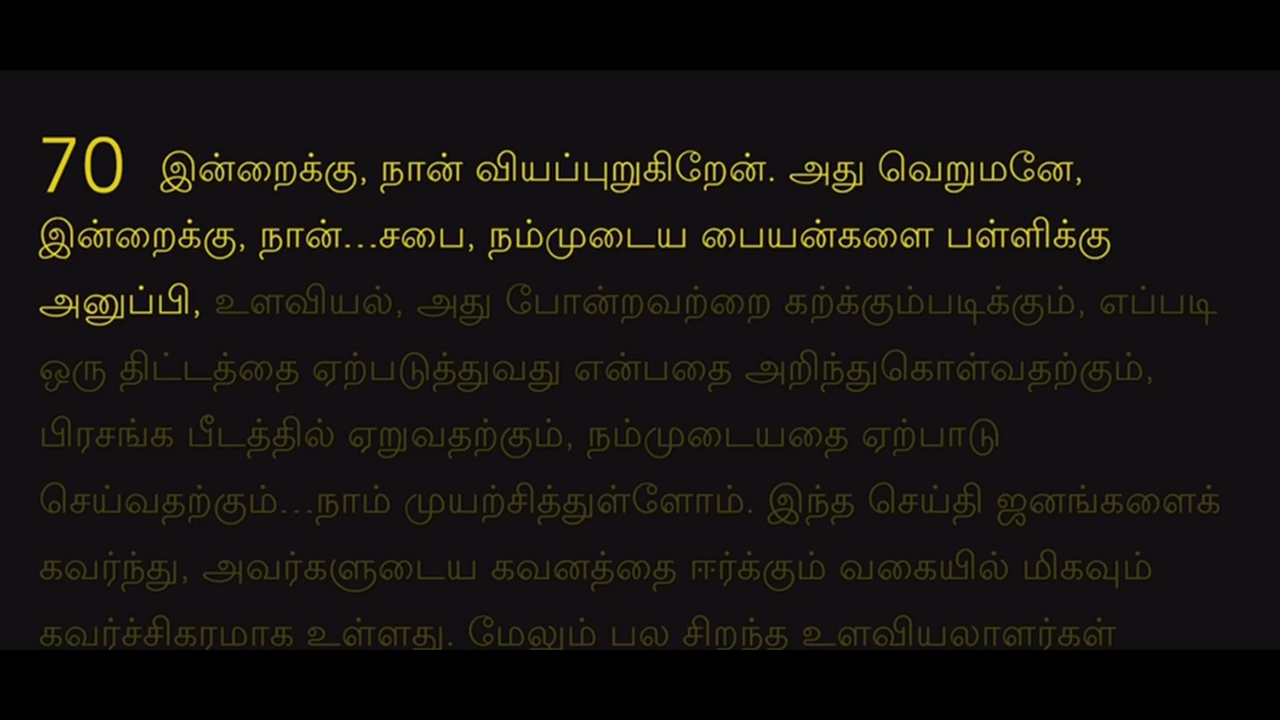 70 இன்றைக்கு, நான் வியப்புறுகிறேன். அது வெறுமனே,
இன்றைக்கு, நான்...சபை, நம்முடைய பையன்களை பள்ளிக்கு
அனுப்பி, உளவியல், அது போன்றவற்றை கற்க்கும்படிக்கும், எப்படி
ஒரு திட்டத்தை ஏற்படுத்துவது என்பதை அறிந்துகொள்வதற்கும்,
பிரசங்க பீடத்தில் ஏறுவதற்கும், நம்முடையதை ஏற்பாடு
செய்வதற்கும்...நாம் முயற்சித்துள்ளோம். இந்த செய்தி ஜனங்களைக்
கவர்ந்து, அவர்களுடைய கவனத்தை ஈர்க்கும் வகையில் மிகவும்
கவர்ச்சிகரமாக உள்ளது. மேலும் பல சிறந்த உளவியலாளர்கள்